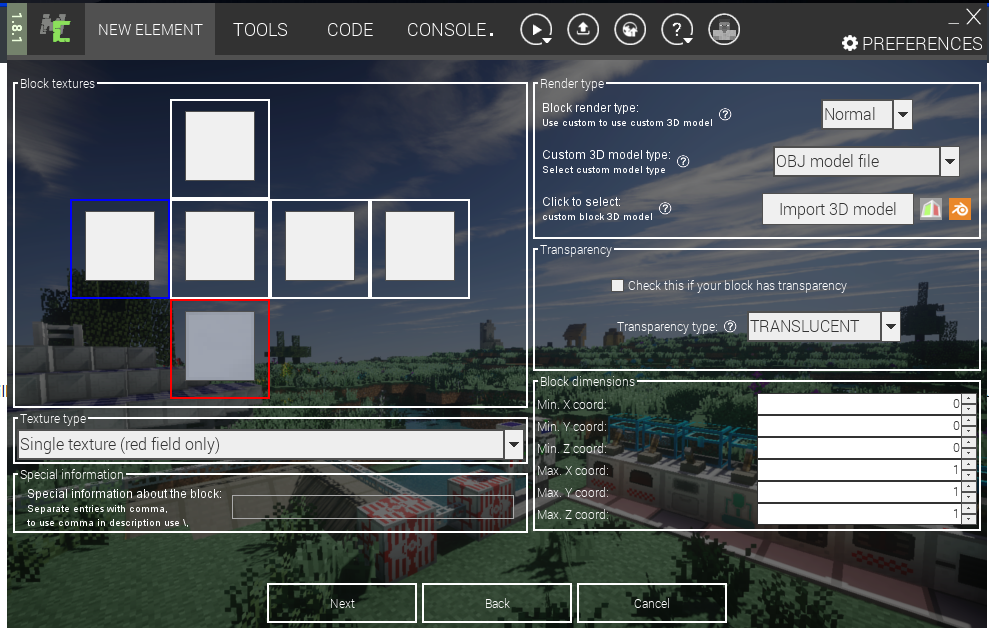 1.8.1
NEW ELEMENT
TOOLS
CODE
CONSOLE.
PREFERENCES
Block textures
Texture type
Single texture (red field only)
Special information
Special information about the block:
Separate entries with comma,
to use comma in description use \,
Render type
Block render type:
Use custom to use custom 3D model
Normal
Custom 3D model type:
Select custom model type
OBJ model file
Click to select:
custom block 3D model
Import 3D model
Transparency
Check this if your block has transparency
Transparency type:
TRANSLUCENT
Block dimensions
Min. X coord: 0
Min. Y coord: 0
Min. Z coord: 0
Max. X coord: 1
Max. Y coord: 1
Max. Z coord: 1
Next
Back
Cancel